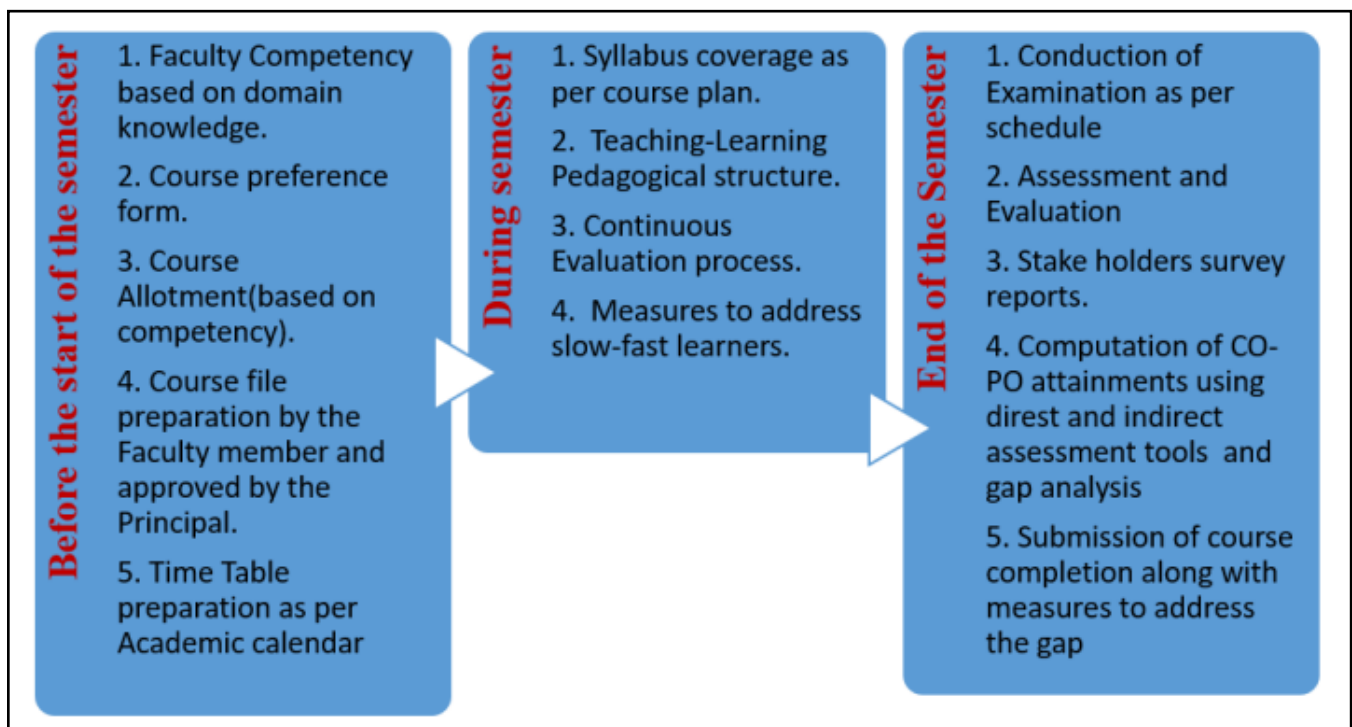 Before the start of the semester
1. Faculty Competency
based on domain
knowledge.
2. Course preference
form.
3. Course
Allotment(based on
competency).
4. Course file
preparation by the
Faculty member and
approved by the
Principal.
5. Time Table
preparation as per
Academic calendar
During semester
1. Syllabus coverage as
per course plan.
2. Teaching-Learning
Pedagogical structure.
3. Continuous
Evaluation process.
4. Measures to address
slow-fast learners.
End of the Semester
1. Conduction of
Examination as per
schedule
2. Assessment and
Evaluation
3. Stake holders survey
reports.
4. Computation of CO-
PO attainments using
direst and indirect
assessment tools and
gap analysis
5. Submission of course
completion along with
measures to address
the gap